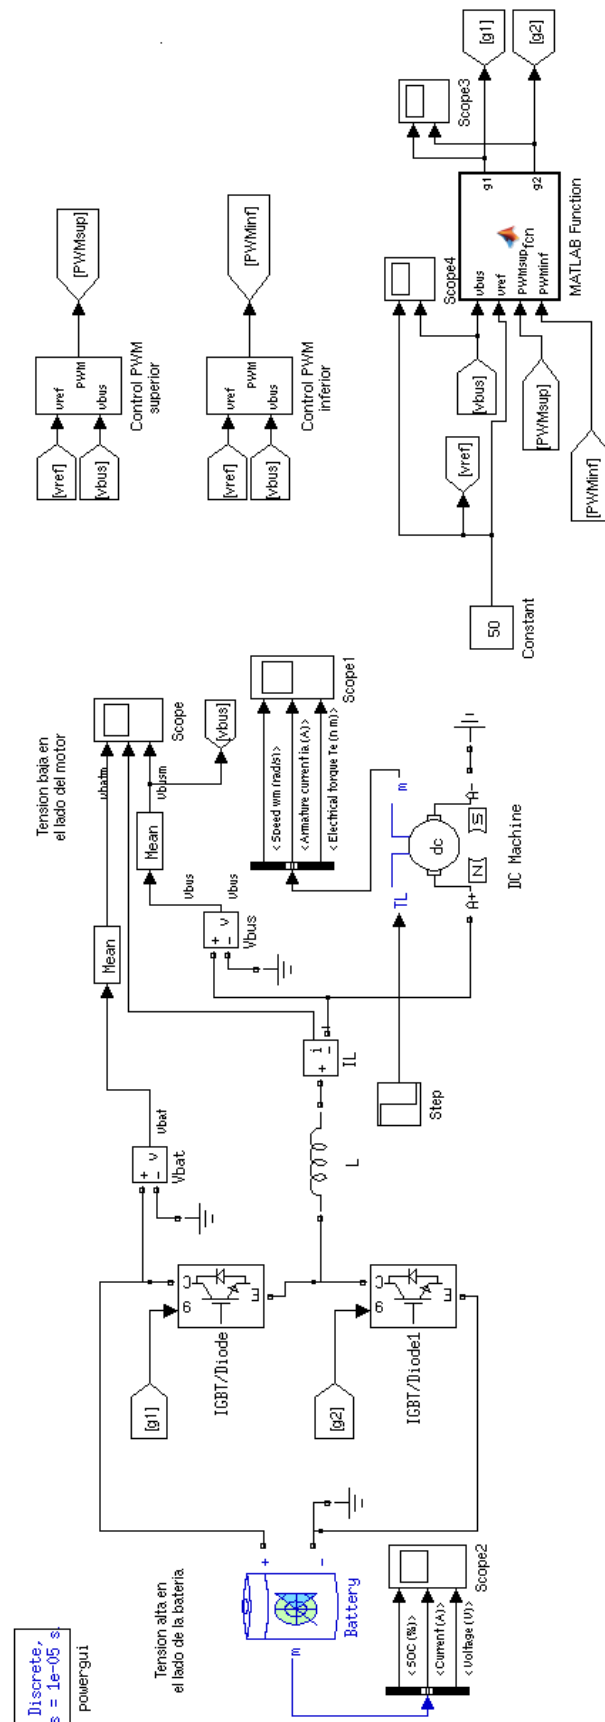 Discrete,
s = 1e-05 s.
powergui
Tension alta en
el lado de la bateria
Battery
m
+
-
<SOC (%)>
<Current (A)>
<Voltage (V)>
Scope2
[g1]
g
C
E
IGBT/Diode
[g2]
g
C
E
IGBT/Diode1
+
-
v
Vbat
Vbat
Mean
vbatm
L
+
-
i
IL
Step
+
-
v
Vbus
Vbus
Vbus
Mean
vbusm
Tension baja en
el lado del motor
Scope
[vbus]
TL
m
A+
A-
dc
N
S
DC Machine
<Speed wm (rad/s)>
<Armature current ia (A)>
<Electrical torque Te (n m)>
Scope1
[vref]
[vbus]
vref
vbus
PWM
Control PWM
superior
[PWMsup]
[vref]
[vbus]
vref
vbus
PWM
Control PWM
inferior
[PWMinf]
50
Constant
[vref]
[vbus]
[PWMsup]
[PWMinf]
Scope4
vbus
vref
PWMsup
PWMinf
fcn
g1
g2
MATLAB Function
Scope3
[g1]
[g2]